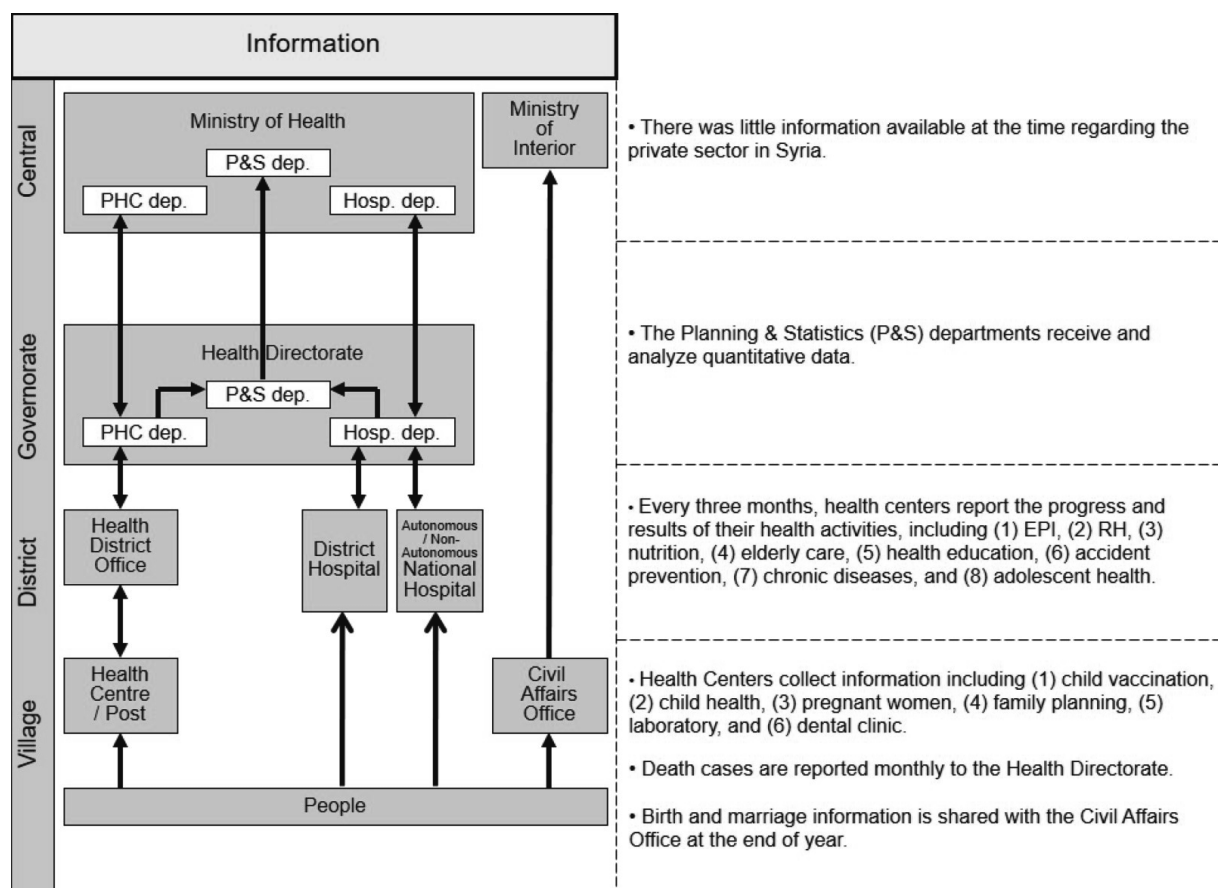 Information
Central
Ministry of Health
P&S dep.
PHC dep.
Hosp. dep.
Ministry
of
Interior
• There was little information available at the time regarding the
private sector in Syria.
Governorate
Health Directorate
P&S dep.
PHC dep.
Hosp. dep.
• The Planning & Statistics (P&S) departments receive and
analyze quantitative data.
District
Health
District
Office
District
Hospital
Autonomous
/ Non-
Autonomous
National
Hospital
• Every three months, health centers report the progress and
results of their health activities, including (1) EPI, (2) RH, (3)
nutrition, (4) elderly care, (5) health education, (6) accident
prevention, (7) chronic diseases, and (8) adolescent health.
Village
Health
Centre
/ Post
Civil
Affairs
Office
People
• Health Centers collect information including (1) child vaccination,
(2) child health, (3) pregnant women, (4) family planning, (5)
laboratory, and (6) dental clinic.
• Death cases are reported monthly to the Health Directorate.
• Birth and marriage information is shared with the Civil Affairs
Office at the end of year.